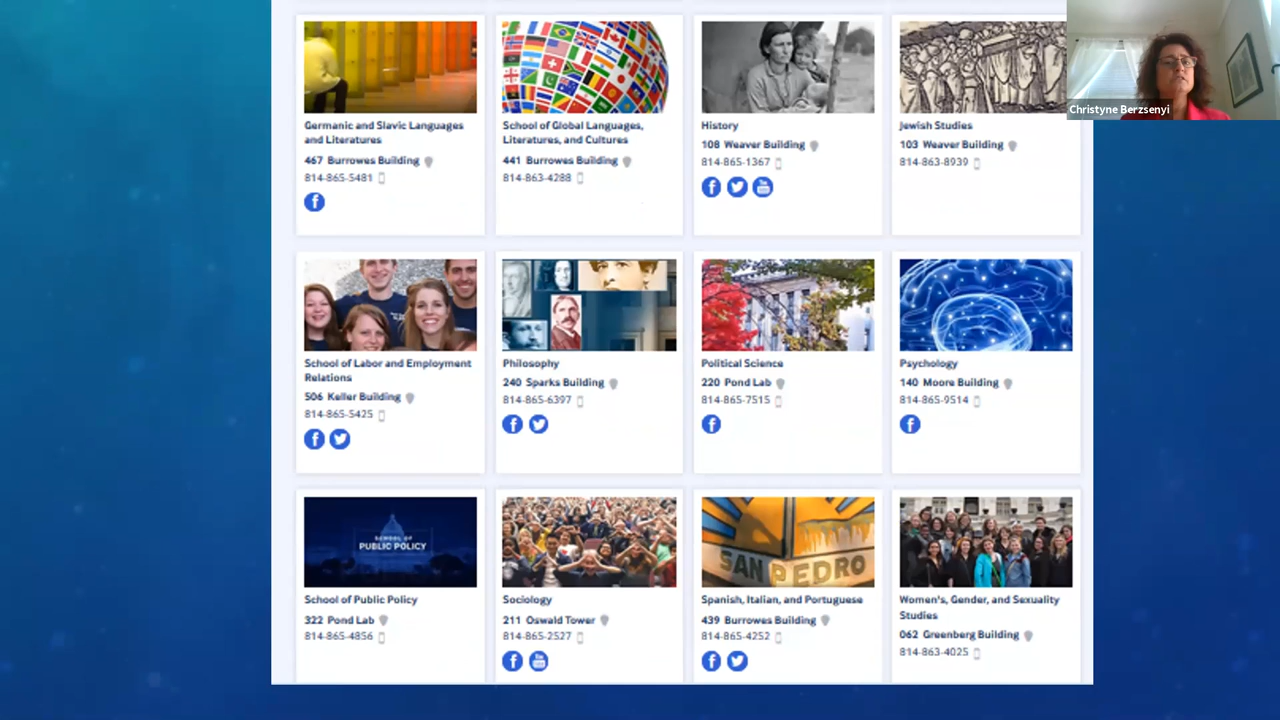 Christyne Berzsenyi
Germanic and Slavic Languages
and Literatures
467 Burrowes Building
814-865-5481
School of Global Languages,
Literatures, and Cultures
441 Burrowes Building
814-863-4288
History
108 Weaver Building
814-865-1367
You
Jewish Studies
103 Weaver Building
814-863-8939
School of Labor and Employment
Relations
506 Keller Building
814-865-5425
Philosophy
240 Sparks Building
814-865-6397
Political Science
220 Pond Lab
814-865-7515
Psychology
140 Moore Building
814-865-9514
SCHOOL OF
PUBLIC POLICY
School of Public Policy
322 Pond Lab
814-865-4856
Sociology
211 Oswald Tower
814-865-2527
You
SAN PEDRO
Spanish, Italian, and Portuguese
439 Burrowes Building
814-865-4252
Women's, Gender, and Sexuality
Studies
062 Greenberg Building
814-863-4025